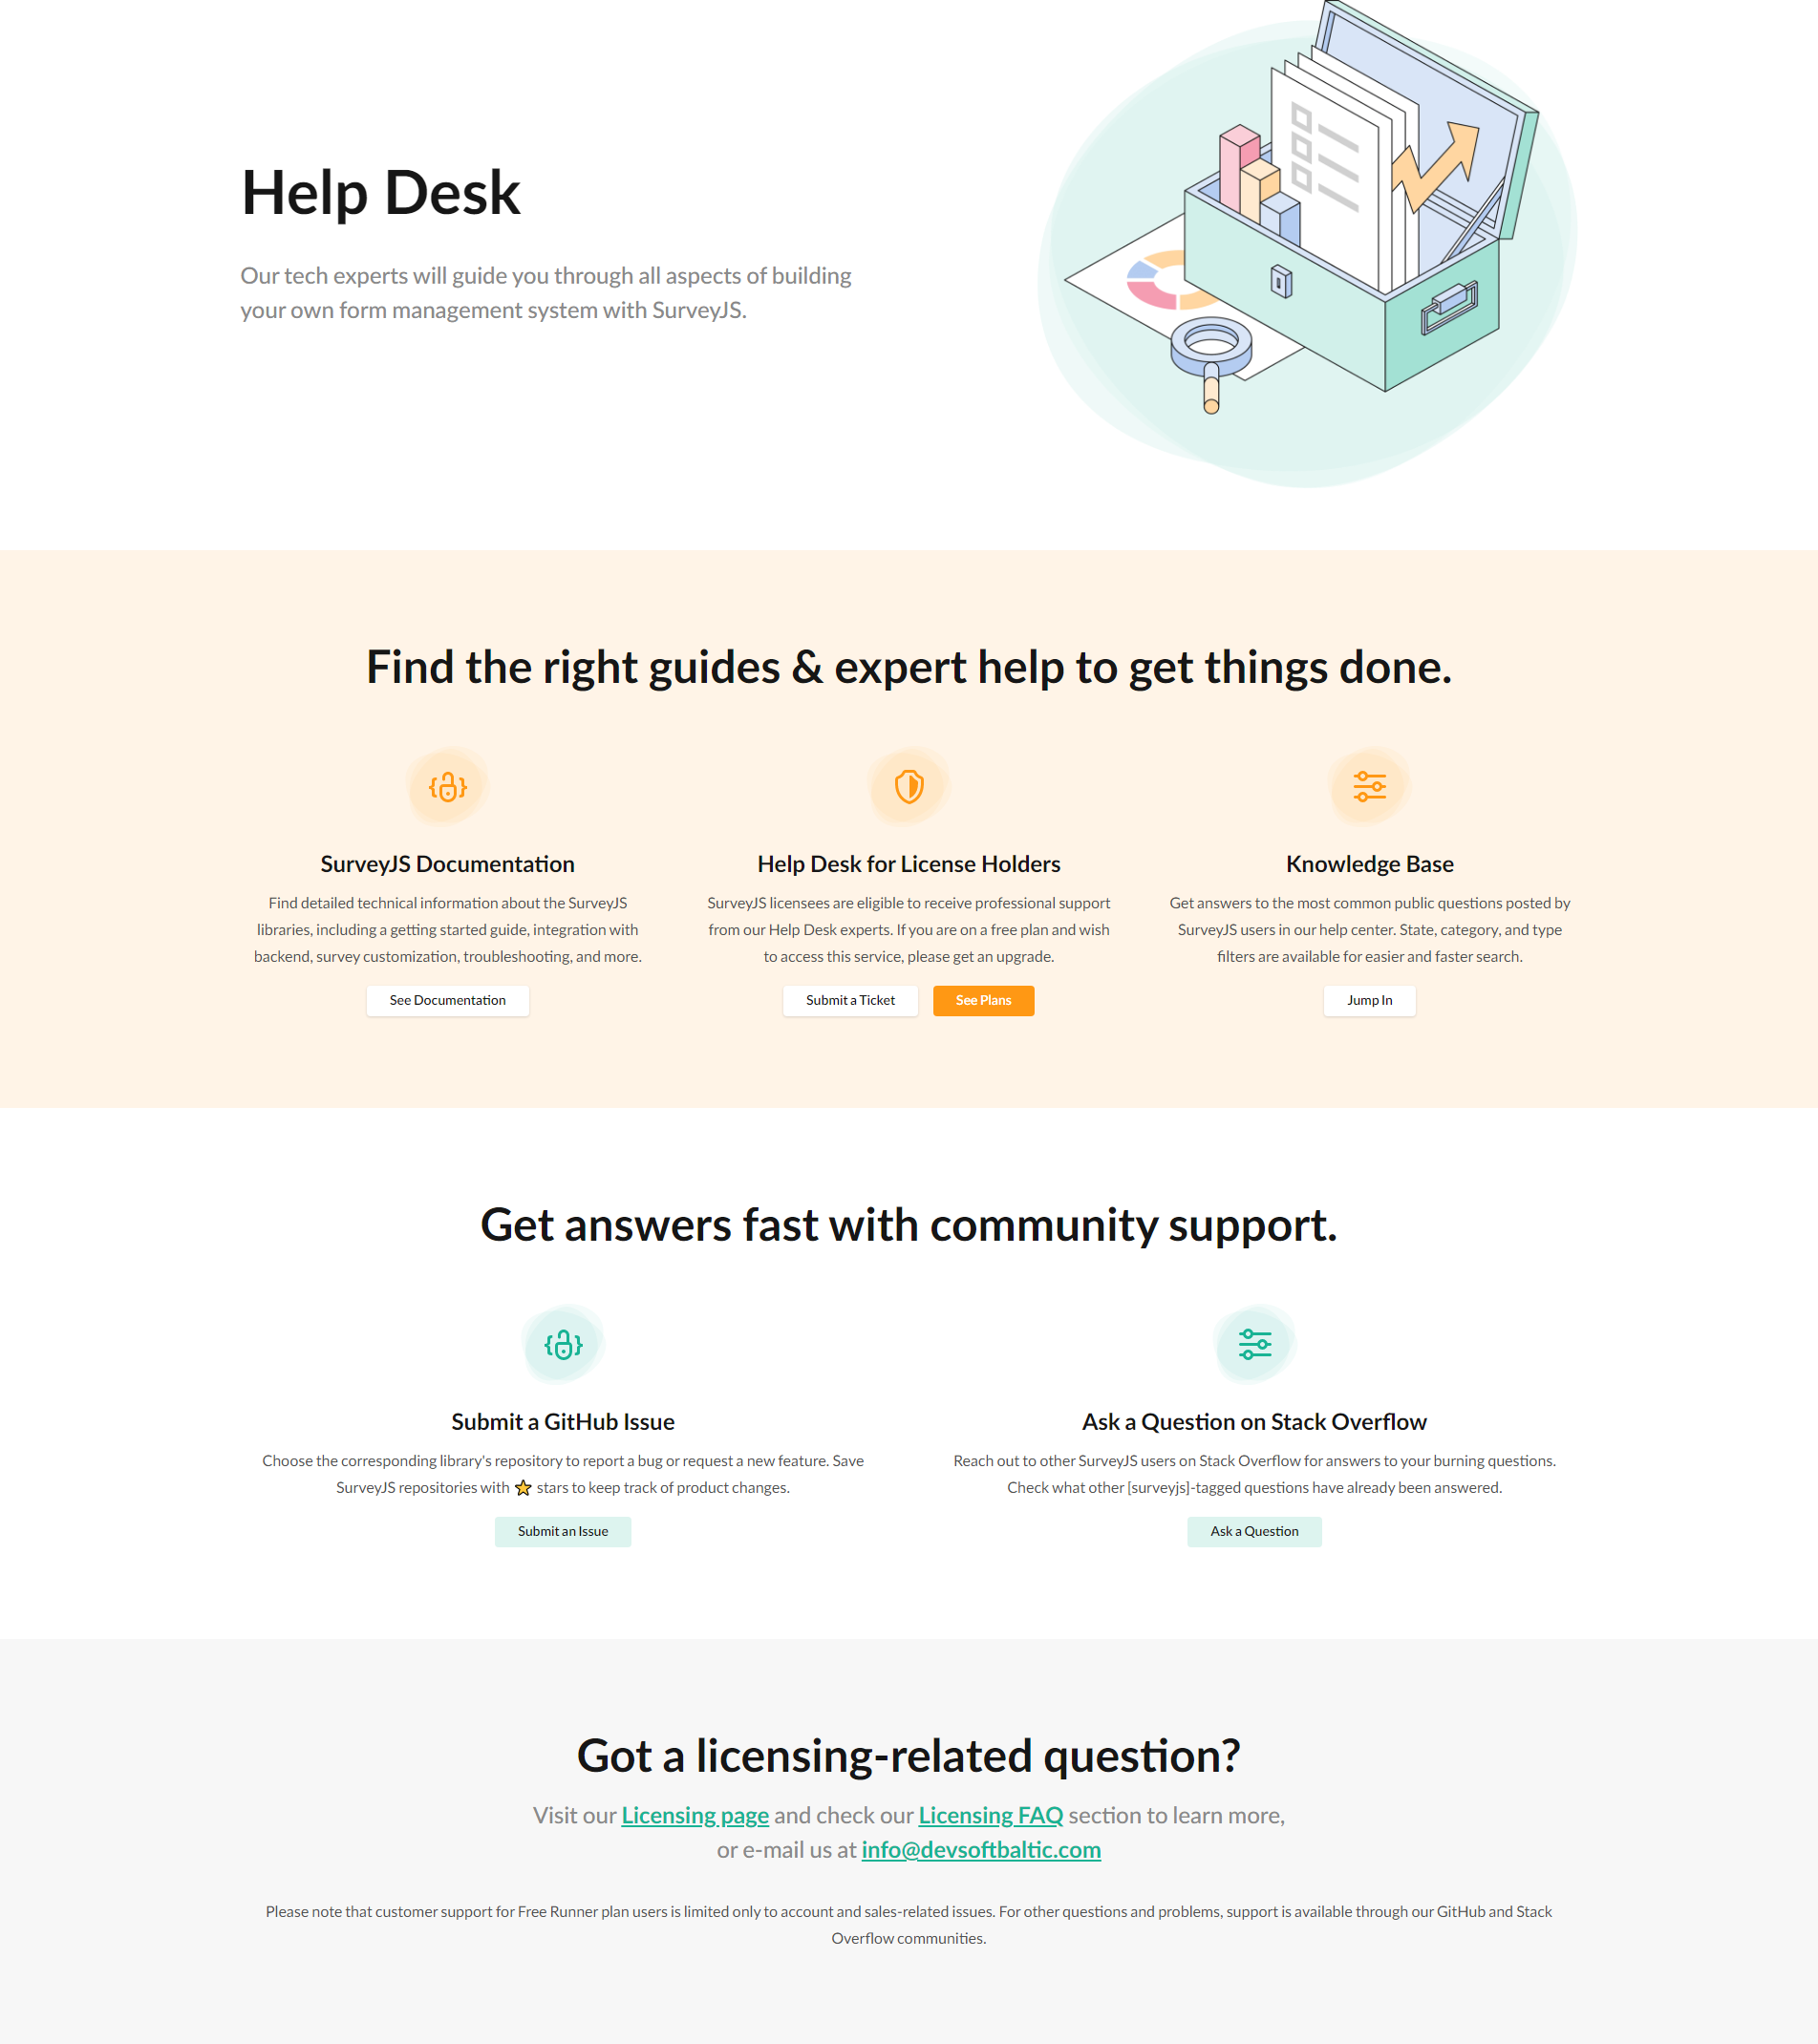 Help Desk
Our tech experts will guide you through all aspects of building
your own form management system with SurveyJS.
Find the right guides & expert help to get things done.
SurveyJS Documentation
Find detailed technical information about the SurveyJS
libraries, including a getting started guide, integration with
backend, survey customization, troubleshooting, and more.
See Documentation
Help Desk for License Holders
SurveyJS licensees are eligible to receive professional support
from our Help Desk experts. If you are on a free plan and wish
to access this service, please get an upgrade.
Submit a Ticket
See Plans
Knowledge Base
Get answers to the most common public questions posted by
SurveyJS users in our help center. State, category, and type
filters are available for easier and faster search.
Jump In
Get answers fast with community support.
Submit a GitHub Issue
Choose the corresponding library's repository to report a bug or request a new feature. Save
SurveyJS repositories with ⭐ stars to keep track of product changes.
Submit an Issue
Ask a Question on Stack Overflow
Reach out to other SurveyJS users on Stack Overflow for answers to your burning questions.
Check what other [surveyjs]-tagged questions have already been answered.
Ask a Question
Got a licensing-related question?
Visit our Licensing page and check our Licensing FAQ section to learn more,
or e-mail us at info@devsoftbaltic.com
Please note that customer support for Free Runner plan users is limited only to account and sales-related issues. For other questions and problems, support is available through our GitHub and Stack
Overflow communities.